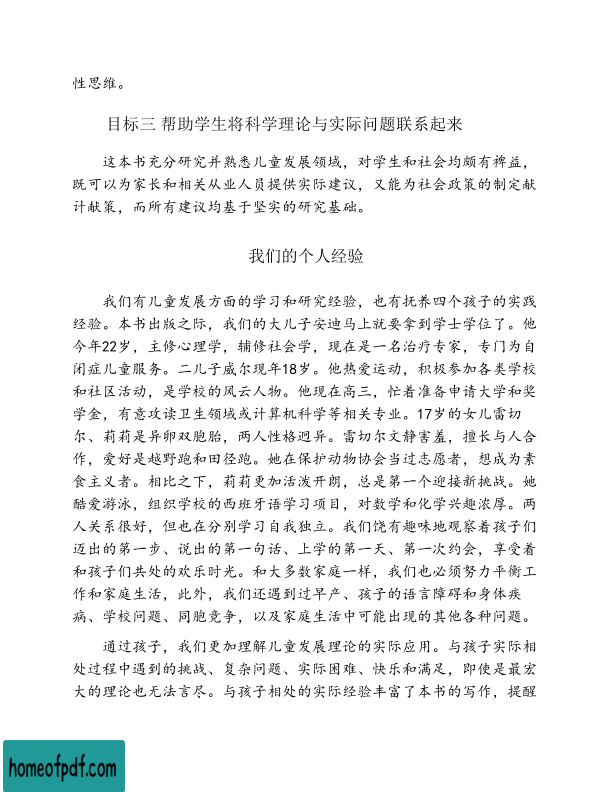 性思维。
目标三 帮助学生将科学理论与实际问题联系起来
这本书充分研究并熟悉儿童发展领域，对学生和社会均颇有裨益，
既可以为家长和相关从业人员提供实际建议，又能为社会政策的制定献
计献策，而所有建议均基于坚实的研究基础。
我们的个人经验
我们有儿童发展方面的学习和研究经验，也有抚养四个孩子的实践
经验。本书出版之际，我们的大儿子安迪马上就要拿到学士学位了。他
今年22岁，主修心理学，辅修社会学，现在是一名治疗专家，专门为自
闭症儿童服务。二儿子威尔现年18岁。他热爱运动，积极参加各类学校
和社区活动，是学校的风云人物。他现在高三，忙着准备申请大学和奖
学金，有意攻读卫生领域或计算机科学等相关专业。17岁的女儿雷切
尔、莉莉是异卵双胞胎，两人性格迥异。雷切尔文静害羞，擅长与人合
作，爱好是越野跑和田径跑。她在保护动物协会当过志愿者，想成为素
食主义者。相比之下，莉莉更加活泼开朗，总是第一个迎接新挑战。她
酷爱游泳，组织学校的西班牙语学习项目，对数学和化学兴趣浓厚。两
人关系很好，但也在分别学习自我独立。我们饶有趣味地观察着孩子们
迈出的第一步、说出的第一句话、上学的第一天、第一次约会，享受着
和孩子们共处的欢乐时光。和大多数家庭一样，我们也必须努力平衡工
作和家庭生活，此外，我们还遇到过早产、孩子的语言障碍和身体疾
病、学校问题、同胞竞争，以及家庭生活中可能出现的其他各种问题。
通过孩子，我们更加理解儿童发展理论的实际应用。与孩子实际相
处过程中遇到的挑战、复杂问题、实际困难、快乐和满足，即使是最宏
大的理论也无法言尽。与孩子相处的实际经验丰富了本书的写作，提醒
homeofpdf.com